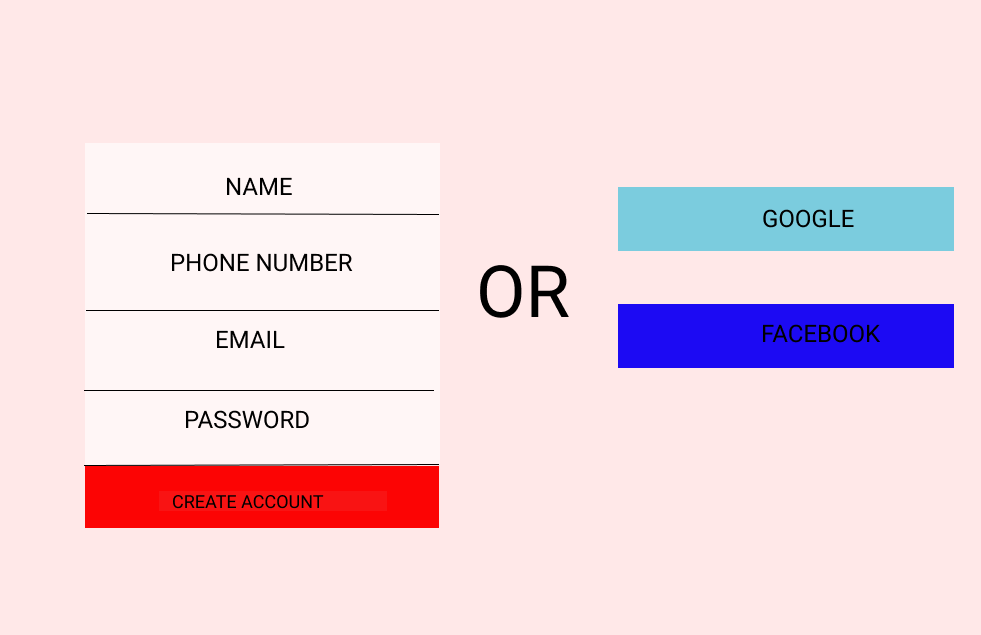 NAME
PHONE NUMBER
EMAIL
PASSWORD
CREATE ACCOUNT
OR
GOOGLE
FACEBOOK